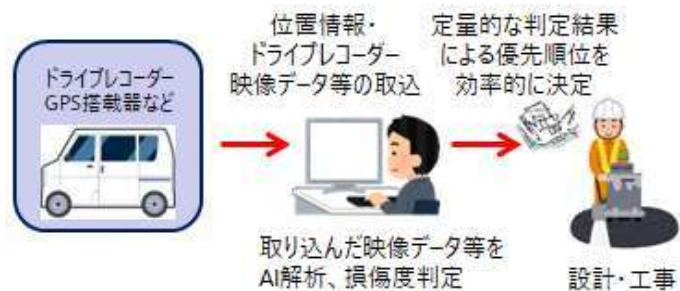 ドライブレコーダー
GPS搭載器など
位置情報・
ドライブレコーダー
映像データ等の取込
取り込んだ映像データ等を
AI解析、損傷度判定
定量的な判定結果
による優先順位を
効率的に決定
設計・工事